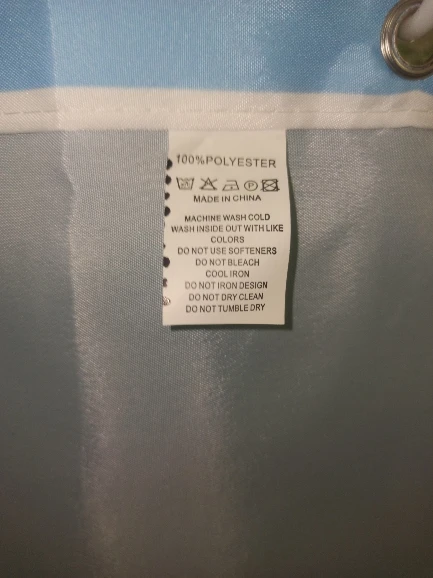 100%POLYESTER
MADE IN CHINA
MACHINE WASH COLD
WASH INSIDE OUT WITH LIKE
COLORS
DO NOT USE SOFTENERS
DO NOT BLEACH
COOL IRON
DO NOT IRON DESIGN
DO NOT DRY CLEAN
DO NOT TUMBLE DRY